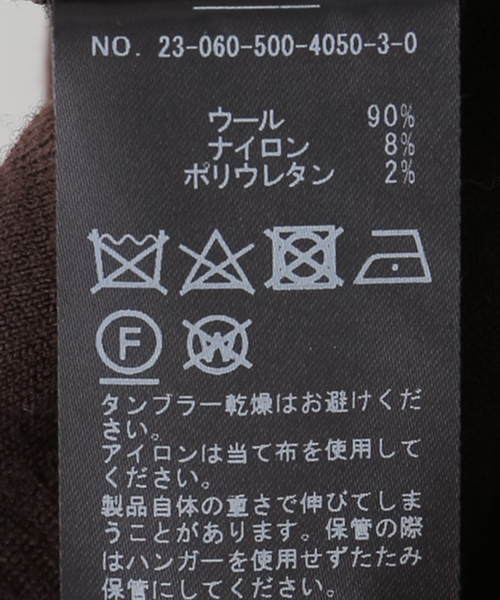 NO. 23-060-500-4050-3-0
ウール 90%
ナイロン 8%
ポリウレタン 2%
F W
タンブラー乾燥はお避けくだ
さい。
アイロンは当て布を使用して
ください。
製品自体の重さで伸びてしま
うことがあります。保管の際
はハンガーを使用せずたたみ
保管にしてください。